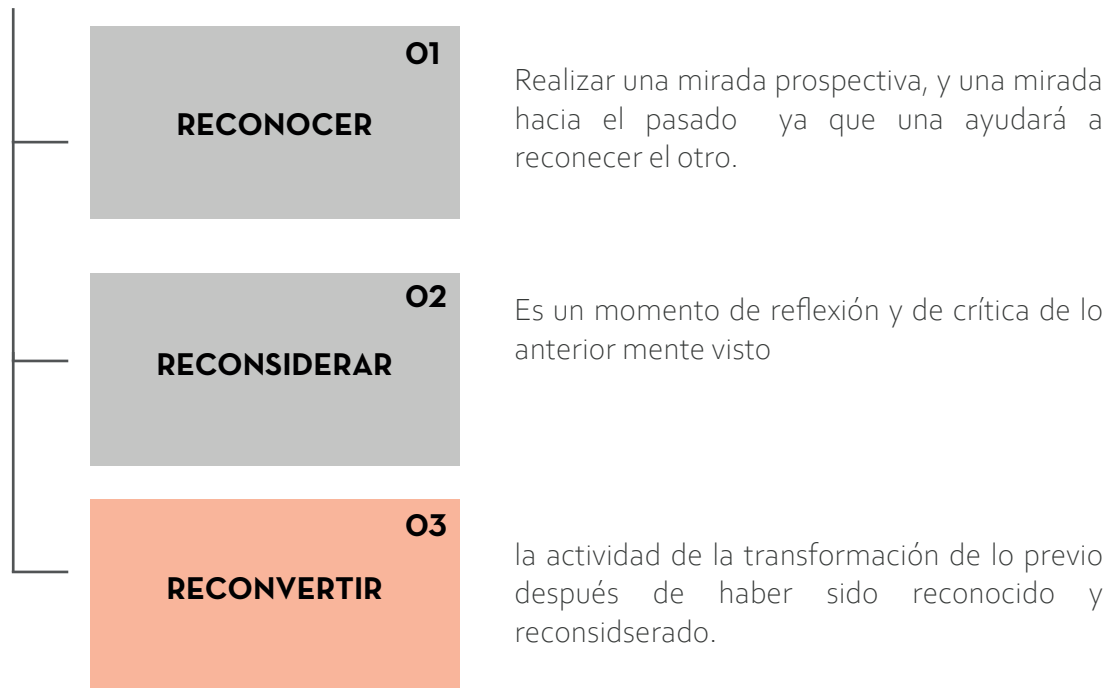 01
RECONOCER
Realizar una mirada prospectiva, y una mirada
hacia el pasado ya que una ayudará a
reconecer el otro.
02
RECONSIDERAR
Es un momento de reflexión y de crítica de lo
anterior mente visto
03
RECONVERTIR
la actividad de la transformación de lo previo
después de haber sido reconocido y
reconsidserado.